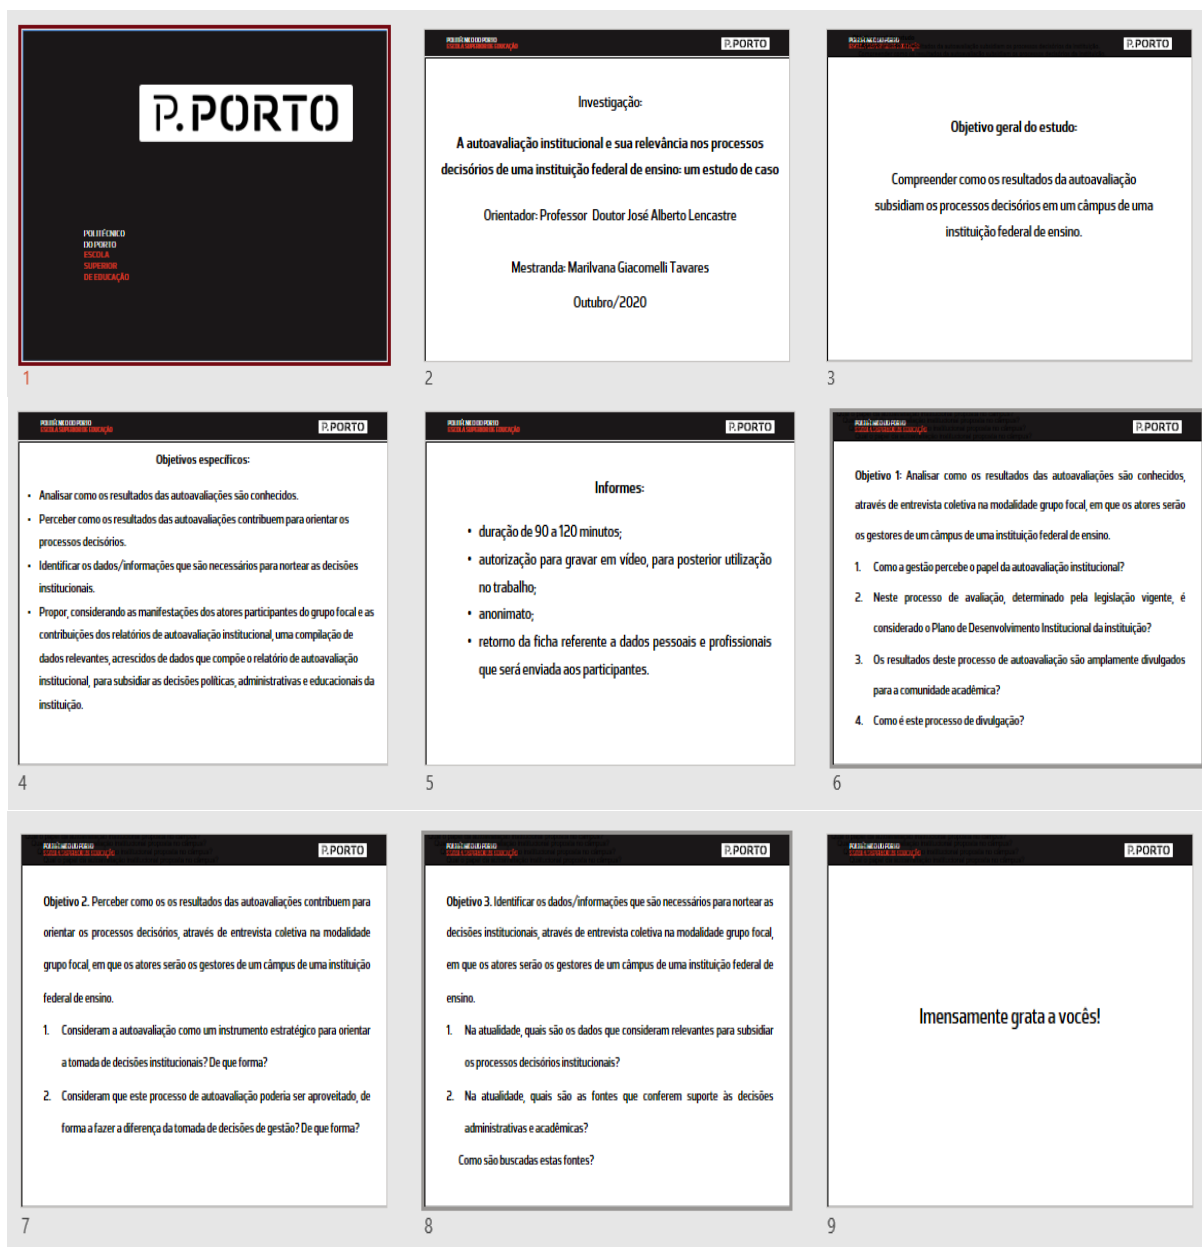 P.PORTO
POLITÉCNICO
DO PORTO
ESCOLA
SUPERIOR
DE EDUCAÇÃO
1
POLITÉCNICO DO PORTO
ESCOLA SUPERIOR DE EDUCAÇÃO
P.PORTO
Investigação:
A autoavaliação institucional e sua relevância nos processos
decisórios de uma instituição federal de ensino: um estudo de caso
Orientador: Professor Doutor José Alberto Lencastre
Mestranda: Marilvana Giacomelli Tavares
Outubro/2020
2
P.PORTO
Objetivo geral do estudo:
Compreender como os resultados da autoavaliação
subsidiam os processos decisórios em um câmpus de uma
instituição federal de ensino.
3
POLITÉCNICO DO PORTO
ESCOLA SUPERIOR DE EDUCAÇÃO
P.PORTO
Objetivos específicos:
• Analisar como os resultados das autoavaliações são conhecidos.
• Perceber como os resultados das autoavaliações contribuem para orientar os
processos decisórios.
• Identificar os dados/informações que são necessários para nortear as decisões
institucionais.
• Propor, considerando as manifestações dos atores participantes do grupo focal e as
contribuições dos relatórios de autoavaliação institucional, uma compilação de
dados relevantes, acrescidos de dados que compõe o relatório de autoavaliação
institucional, para subsidiar as decisões políticas, administrativas e educacionais da
instituição.
4
POLITÉCNICO DO PORTO
ESCOLA SUPERIOR DE EDUCAÇÃO
P.PORTO
Informes:
• duração de 90 a 120 minutos;
• autorização para gravar em vídeo, para posterior utilização
no trabalho;
• anonimato;
• retorno da ficha referente a dados pessoais e profissionais
que será enviada aos participantes.
5
P.PORTO
Objetivo 1: Analisar como os resultados das autoavaliações são conhecidos,
através de entrevista coletiva na modalidade grupo focal, em que os atores serão
os gestores de um câmpus de uma instituição federal de ensino.
1. Como a gestão percebe o papel da autoavaliação institucional?
2. Neste processo de avaliação, determinado pela legislação vigente, é
considerado o Plano de Desenvolvimento Institucional da instituição?
3. Os resultados deste processo de autoavaliação são amplamente divulgados
para a comunidade acadêmica?
4. Como é este processo de divulgação?
6
P.PORTO
Objetivo 2. Perceber como os os resultados das autoavaliações contribuem para
orientar os processos decisórios, através de entrevista coletiva na modalidade
grupo focal, em que os atores serão os gestores de um câmpus de uma instituição
federal de ensino.
1. Consideram a autoavaliação como um instrumento estratégico para orientar
a tomada de decisões institucionais? De que forma?
2. Consideram que este processo de autoavaliação poderia ser aproveitado, de
forma a fazer a diferença da tomada de decisões de gestão? De que forma?
7
P.PORTO
Objetivo 3. Identificar os dados/informações que são necessários para nortear as
decisões institucionais, através de entrevista coletiva na modalidade grupo focal,
em que os atores serão os gestores de um câmpus de uma instituição federal de
ensino.
1. Na atualidade, quais são os dados que consideram relevantes para subsidiar
os processos decisórios institucionais?
2. Na atualidade, quais são as fontes que conferem suporte às decisões
administrativas e acadêmicas?
Como são buscadas estas fontes?
8
P.PORTO
Imensamente grata a vocês!
9